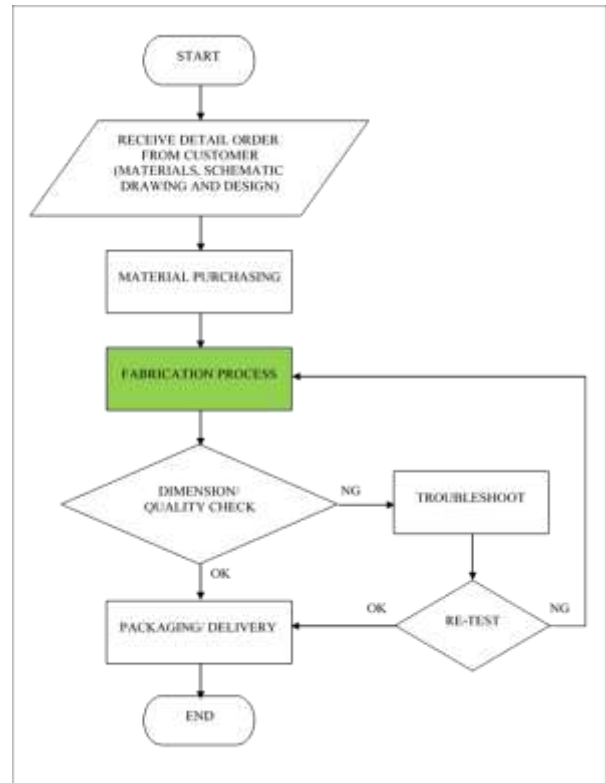 START
RECEIVE DETAIL ORDER
FROM CUSTOMER
(MATERIALS, SCHEMATIC
DRAWING AND DESIGN)
MATERIAL PURCHASING
FABRICATION PROCESS
DIMENSION/
QUALITY CHECK
NG
TROUBLESHOOT
OK
PACKAGING/ DELIVERY
OK
RE-TEST
NG
END